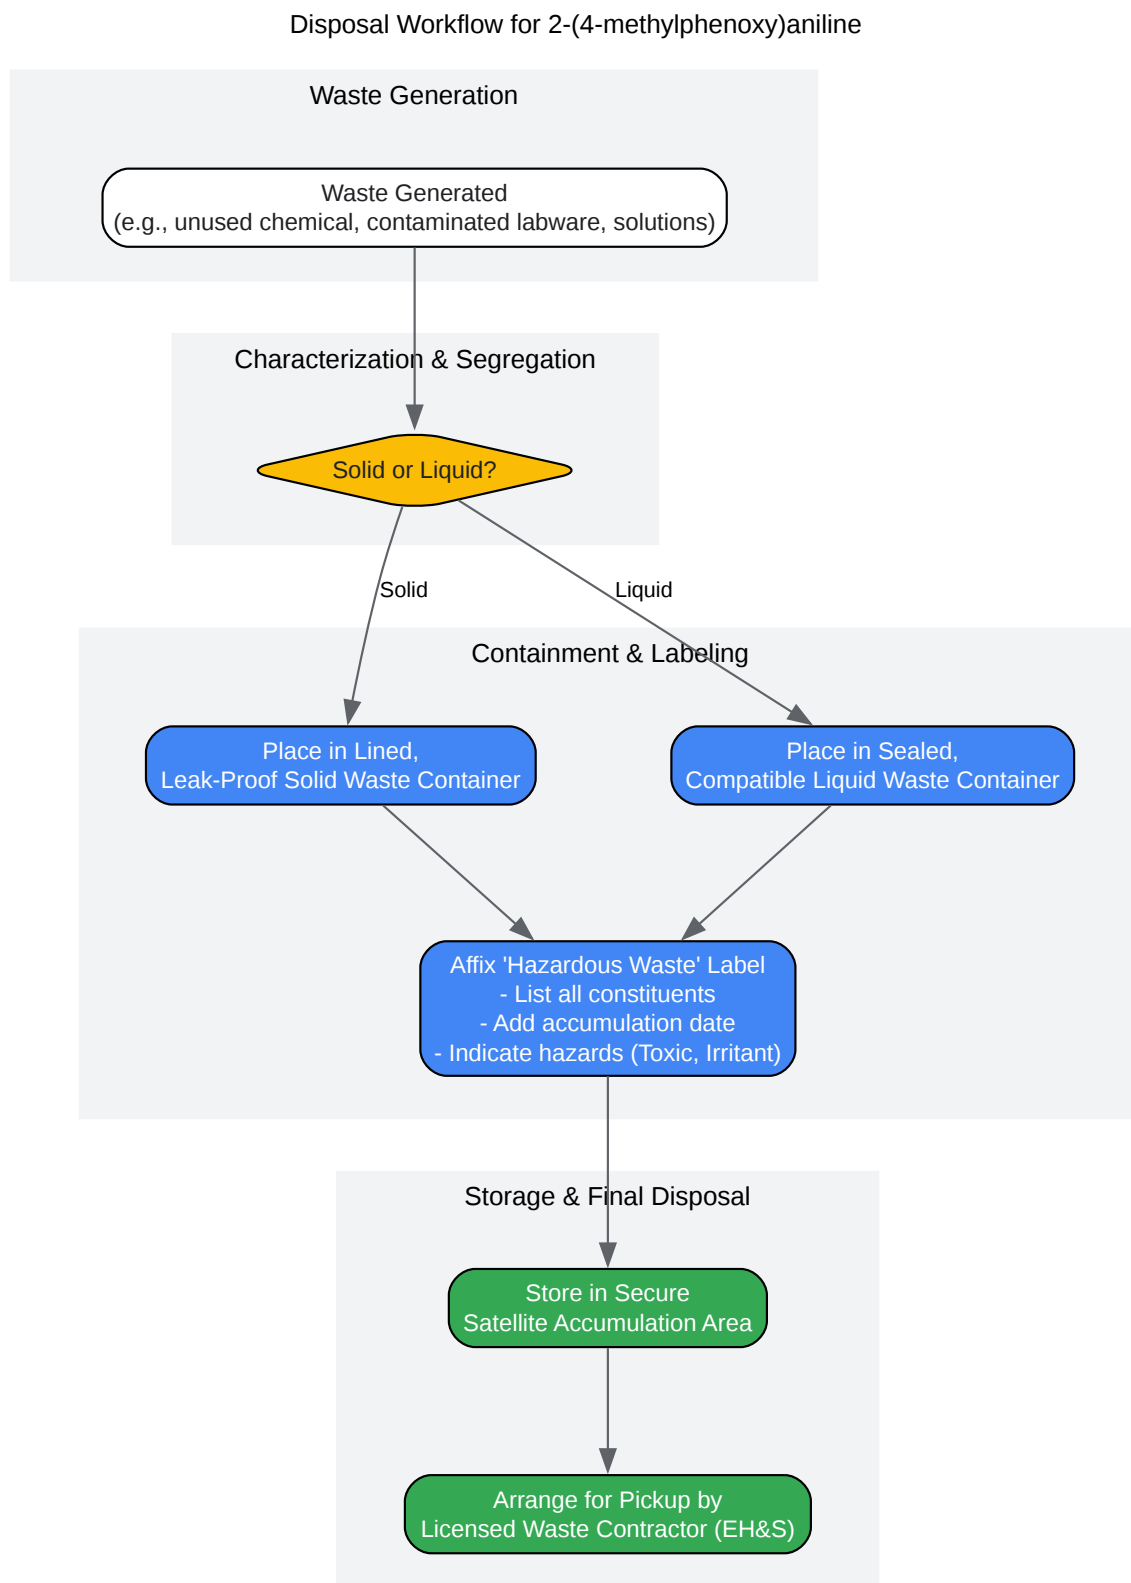 Disposal Workflow for 2-(4-methylphenoxy)aniline
Waste Generation
Waste Generated
(e.g., unused chemical, contaminated labware, solutions)
Characterization & Segregation
Solid or Liquid?
Solid
Liquid
Containment & Labeling
Place in Lined,
Leak-Proof Solid Waste Container
Place in Sealed,
Compatible Liquid Waste Container
Affix 'Hazardous Waste' Label
- List all constituents
- Add accumulation date
- Indicate hazards (Toxic, Irritant)
Storage & Final Disposal
Store in Secure
Satellite Accumulation Area
Arrange for Pickup by
Licensed Waste Contractor (EH&S)